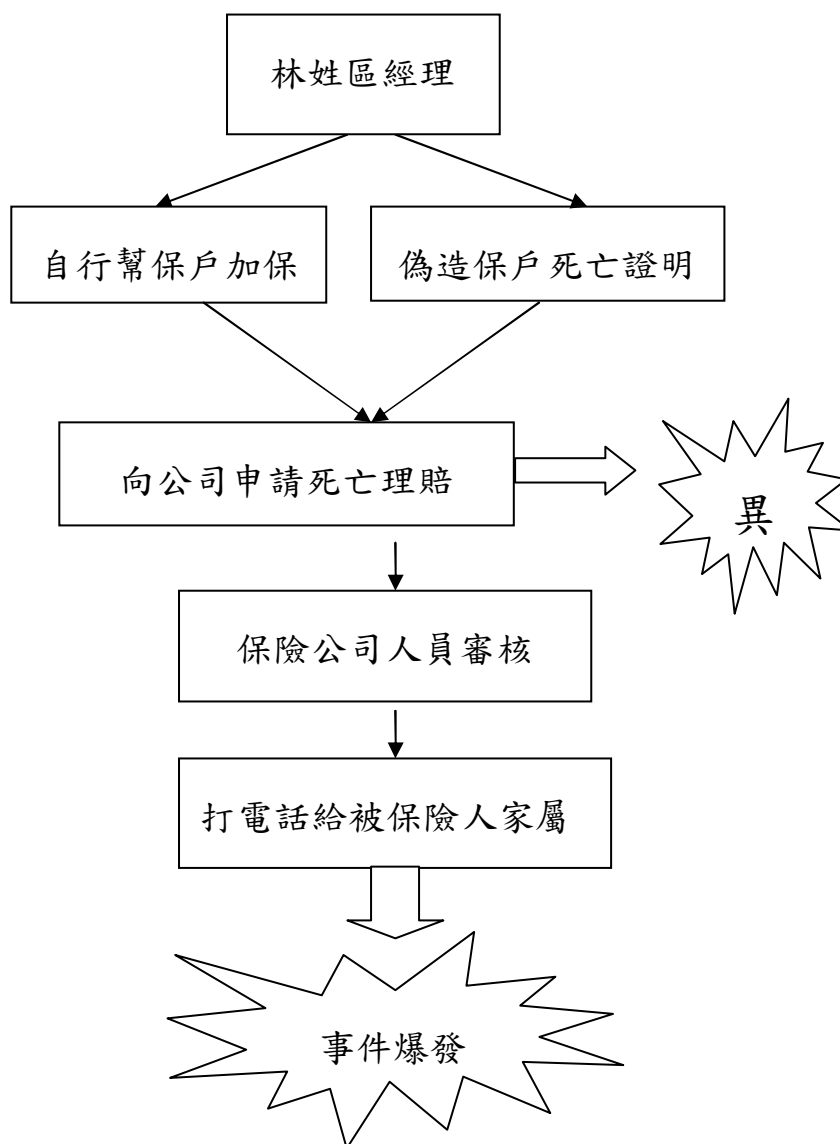 林姓區經理
自行幫保戶加保
偽造保戶死亡證明
向公司申請死亡理賠
異
保險公司人員審核
打電話給被保險人家屬
事件爆發